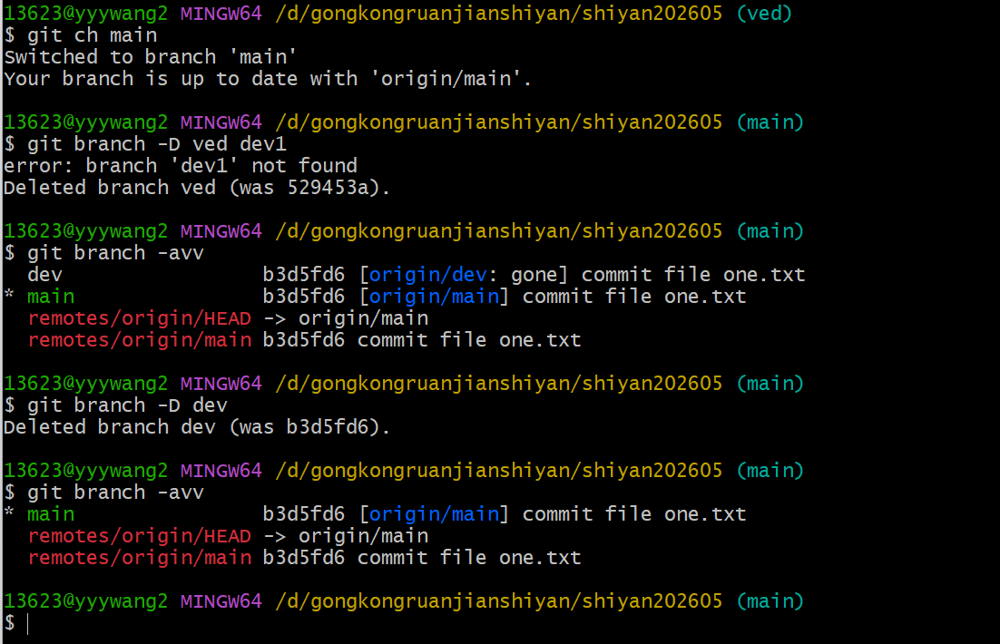 13623@yyywang2 MINGW64 /d/gongkongruanjianshiyan/shiyan202605 (ved)
$ git ch main
Switched to branch 'main'
Your branch is up to date with 'origin/main'.

13623@yyywang2 MINGW64 /d/gongkongruanjianshiyan/shiyan202605 (main)
$ git branch -D ved dev1
error: branch 'dev1' not found
Deleted branch ved (was 529453a).

13623@yyywang2 MINGW64 /d/gongkongruanjianshiyan/shiyan202605 (main)
$ git branch -avv
  dev                 b3d5fd6 [origin/dev: gone] commit file one.txt
* main                b3d5fd6 [origin/main] commit file one.txt
  remotes/origin/HEAD -> origin/main
  remotes/origin/main b3d5fd6 commit file one.txt

13623@yyywang2 MINGW64 /d/gongkongruanjianshiyan/shiyan202605 (main)
$ git branch -D dev
Deleted branch dev (was b3d5fd6).

13623@yyywang2 MINGW64 /d/gongkongruanjianshiyan/shiyan202605 (main)
$ git branch -avv
* main                b3d5fd6 [origin/main] commit file one.txt
  remotes/origin/HEAD -> origin/main
  remotes/origin/main b3d5fd6 commit file one.txt

13623@yyywang2 MINGW64 /d/gongkongruanjianshiyan/shiyan202605 (main)
$